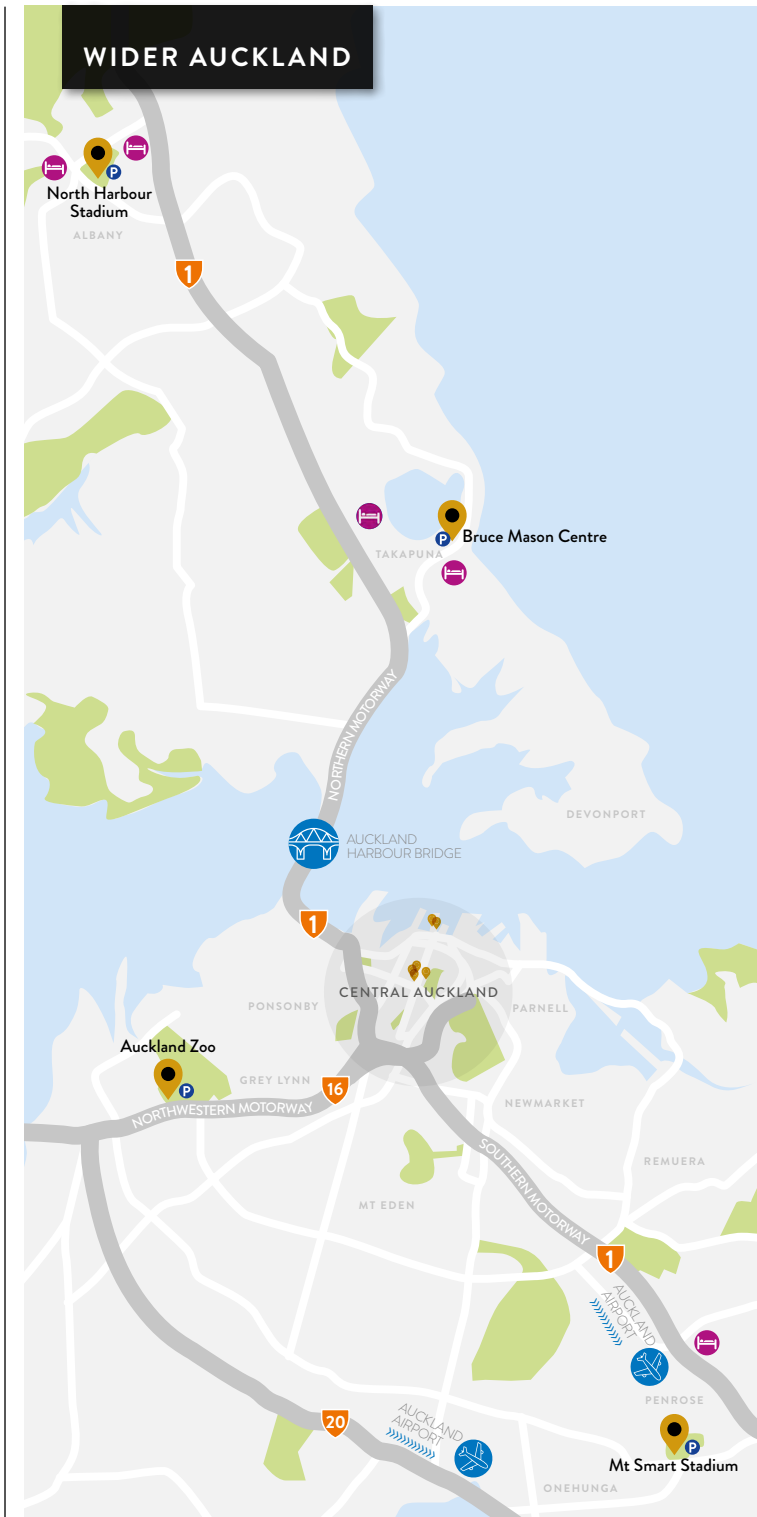 WIDER AUCKLAND
P
North Harbour
Stadium
ALBANY
1
P
Bruce Mason Centre
TAKAPUNA
NORTHERN MOTORWAY
DEVONPORT
AUCKLAND
HARBOUR BRIDGE
1
CENTRAL AUCKLAND
PONSONBY
PARNELL
Auckland Zoo
P
GREY LYNN
16
NORTHWESTERN MOTORWAY
NEWMARKET
SOUTHERN MOTORWAY
REMUERA
MT EDEN
1
AUCKLAND
AIRPORT
PENROSE
20
AUCKLAND
AIRPORT
P
Mt Smart Stadium
ONEHUNGA